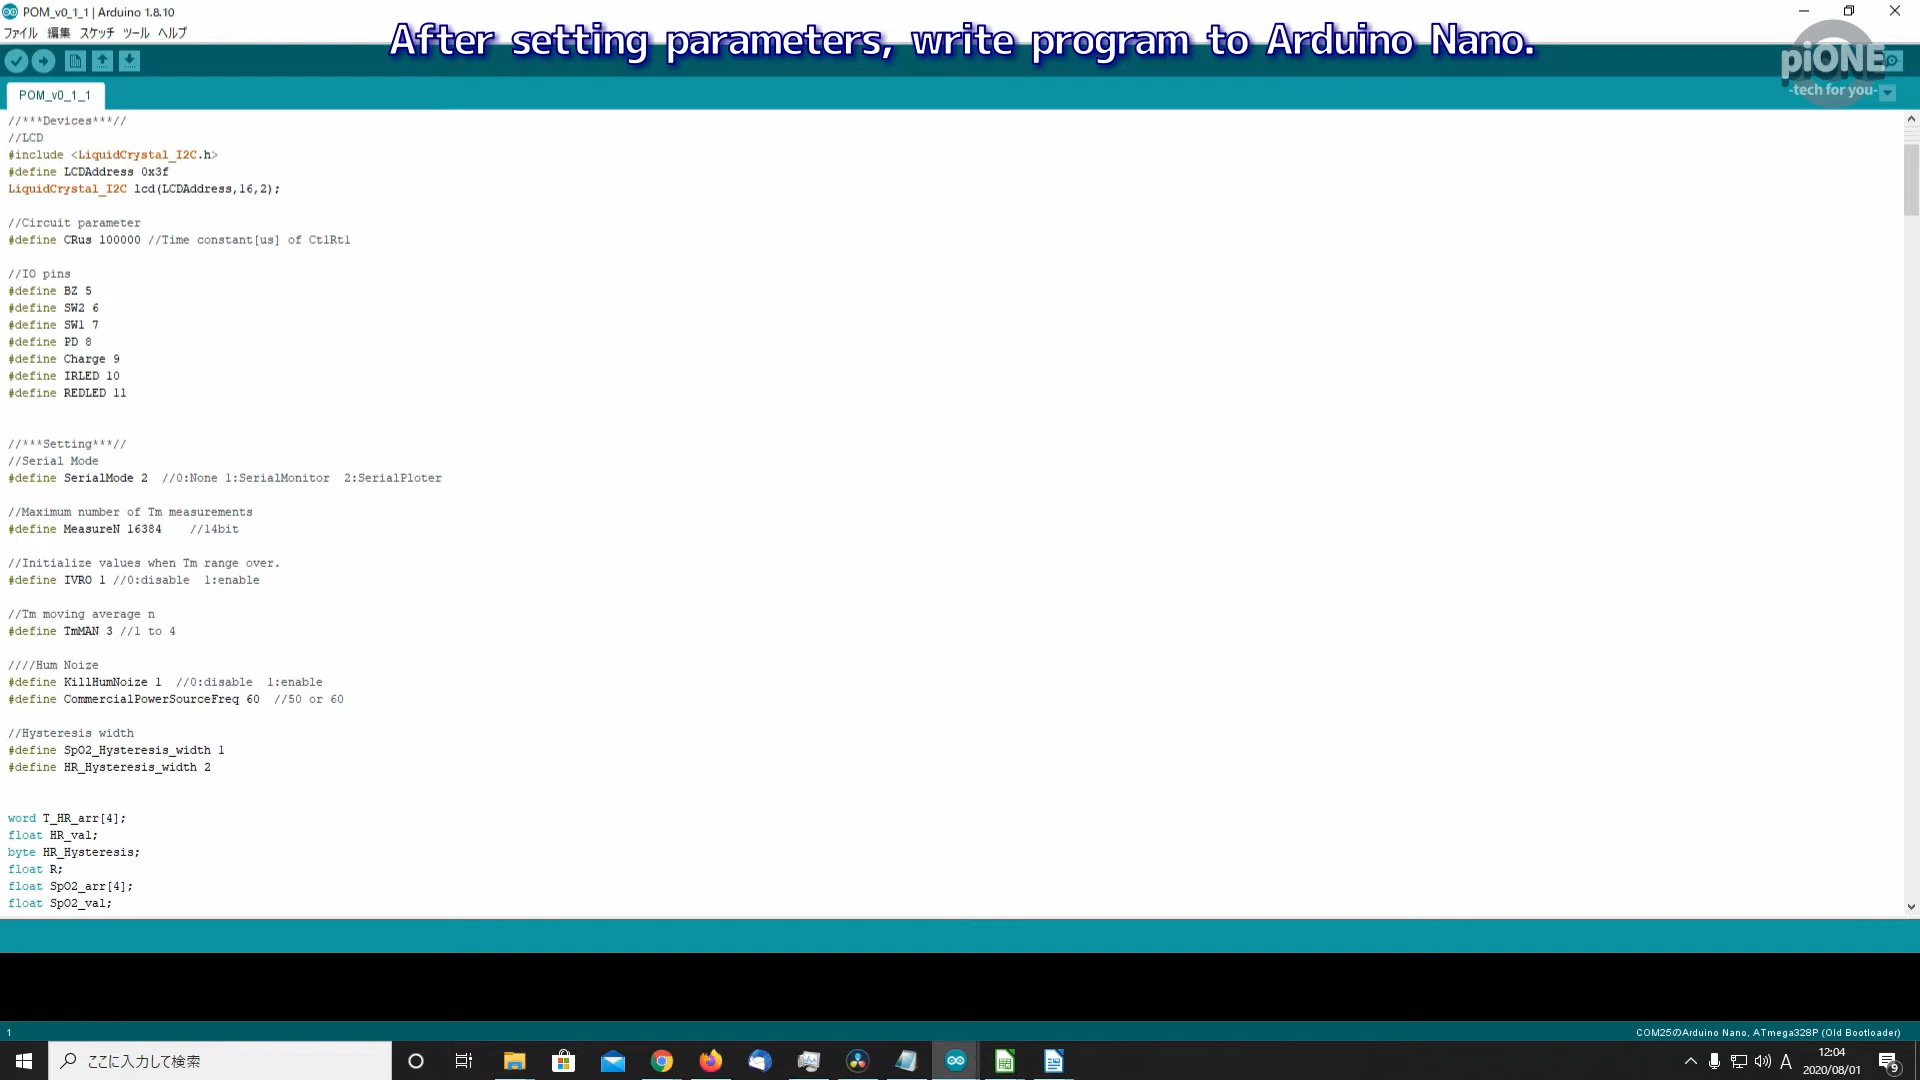 POM_v0_1_1 | Arduino 1.8.10
ファイル 編集 スケッチ ツール ヘルプ
After setting parameters, write program to Arduino Nano.
piONE
-tech for you-
POM_v0_1_1
//***Devices***//
//LCD
#include <LiquidCrystal_I2C.h>
#define LCDAddress 0x3f
LiquidCrystal_I2C lcd(LCDAddress,16,2);
//Circuit parameter
#define CRus 100000 //Time constant[us] of Ct1Rt1
//IO pins
#define BZ 5
#define SW2 6
#define SW1 7
#define PD 8
#define Charge 9
#define IRLED 10
#define REDLED 11
//***Setting***//
//Serial Mode
#define SerialMode 2  //0:None 1:SerialMonitor  2:SerialPloter
//Maximum number of Tm measurements
#define MeasureN 16384    //14bit
//Initialize values when Tm range over.
#define IVRO 1 //0:disable  1:enable
//Tm moving average n
#define TmMAN 3 //1 to 4
////Hum Noize
#define KillHumNoize 1  //0:disable  1:enable
#define CommercialPowerSourceFreq 60  //50 or 60
//Hysteresis width
#define SpO2_Hysteresis_width 1
#define HR_Hysteresis_width 2
word T_HR_arr[4];
float HR_val;
byte HR_Hysteresis;
float R;
float SpO2_arr[4];
float SpO2_val;
1
COM25のArduino Nano, ATmega328P (Old Bootloader)
ここに入力して検索
A
12:04
2020/08/01
9